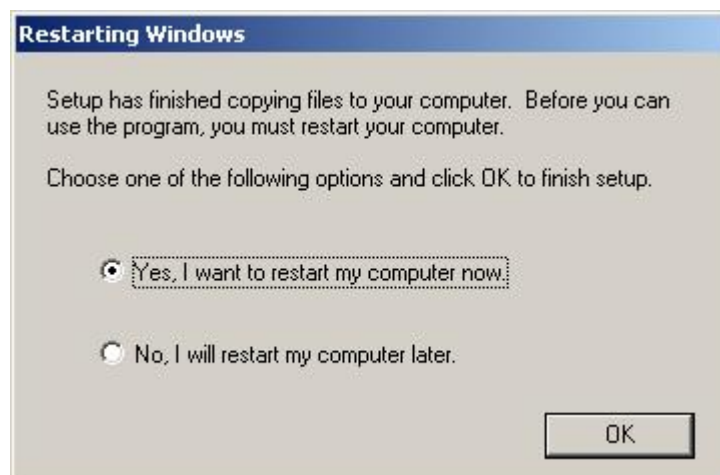 Restarting Windows
Setup has finished copying files to your computer.  Before you can
use the program, you must restart your computer.
Choose one of the following options and click OK to finish setup.
Yes, I want to restart my computer now.
No, I will restart my computer later.
OK